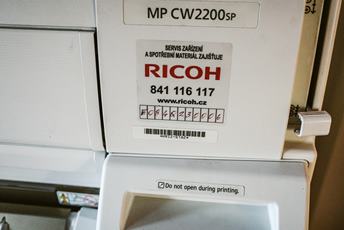 MP CW2200SP
SERVIS ZAŘÍZENÍ
A SPOTŘEBNÍ MATERIÁL ZAJIŠŤUJE
RICOH
841 116 117
www.ricoh.cz
Do not open during printing.